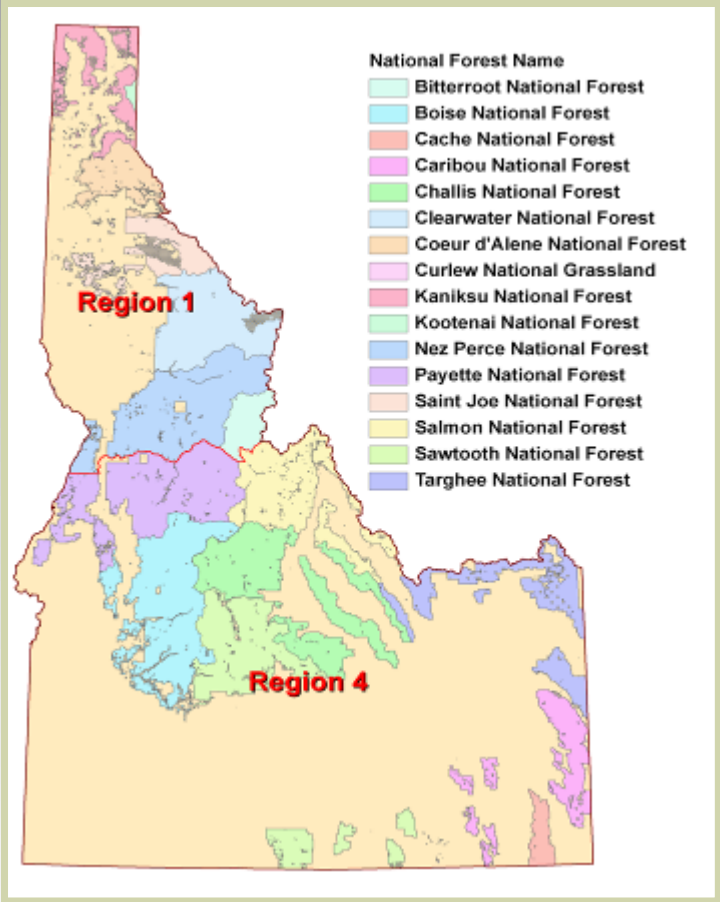 National Forest Name
Bitterroot National Forest
Boise National Forest
Cache National Forest
Caribou National Forest
Challis National Forest
Clearwater National Forest
Coeur d'Alene National Forest
Curlew National Grassland
Kaniksu National Forest
Kootenai National Forest
Nez Perce National Forest
Payette National Forest
Saint Joe National Forest
Salmon National Forest
Sawtooth National Forest
Targhee National Forest
Region 1
Region 4